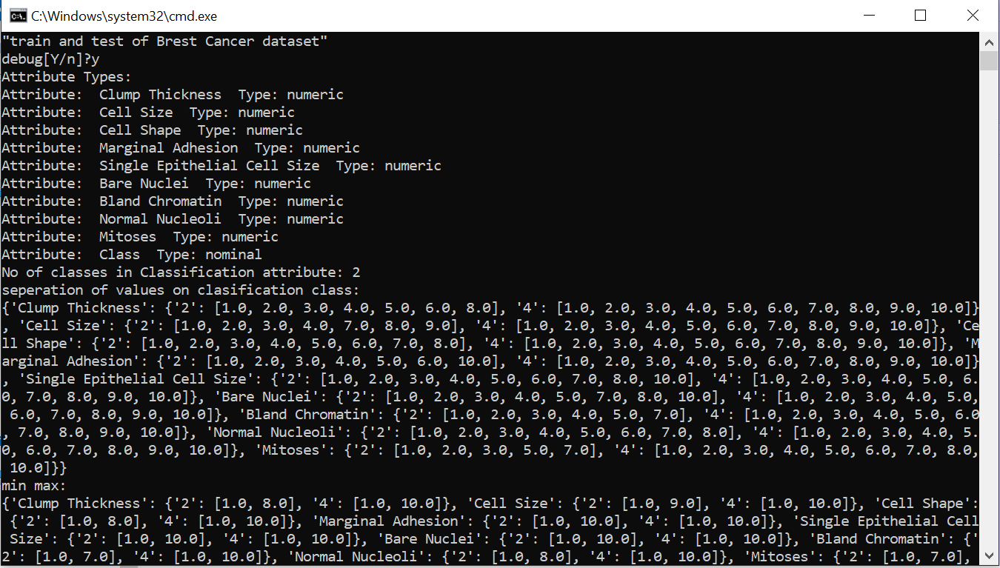 C:\Windows\system32\cmd.exe
"train and test of Brest Cancer dataset"
debug[Y/n]?y
Attribute Types:
Attribute:  Clump Thickness  Type: numeric
Attribute:  Cell Size  Type: numeric
Attribute:  Cell Shape  Type: numeric
Attribute:  Marginal Adhesion  Type: numeric
Attribute:  Single Epithelial Cell Size  Type: numeric
Attribute:  Bare Nuclei  Type: numeric
Attribute:  Bland Chromatin  Type: numeric
Attribute:  Normal Nucleoli  Type: numeric
Attribute:  Mitoses  Type: numeric
Attribute:  Class  Type: nominal
No of classes in Classification attribute: 2
seperation of values on clasification class:
{'Clump Thickness': {'2': [1.0, 2.0, 3.0, 4.0, 5.0, 6.0, 8.0], '4': [1.0, 2.0, 3.0, 4.0, 5.0, 6.0, 7.0, 8.0, 9.0, 10.0]}
, 'Cell Size': {'2': [1.0, 2.0, 3.0, 4.0, 7.0, 8.0, 9.0], '4': [1.0, 2.0, 3.0, 4.0, 5.0, 6.0, 7.0, 8.0, 9.0, 10.0]}, 'Ce
ll Shape': {'2': [1.0, 2.0, 3.0, 4.0, 5.0, 6.0, 7.0, 8.0], '4': [1.0, 2.0, 3.0, 4.0, 5.0, 6.0, 7.0, 8.0, 9.0, 10.0]}, 'M
arginal Adhesion': {'2': [1.0, 2.0, 3.0, 4.0, 5.0, 6.0, 10.0], '4': [1.0, 2.0, 3.0, 4.0, 5.0, 6.0, 7.0, 8.0, 9.0, 10.0]}
, 'Single Epithelial Cell Size': {'2': [1.0, 2.0, 3.0, 4.0, 5.0, 6.0, 7.0, 8.0, 10.0], '4': [1.0, 2.0, 3.0, 4.0, 5.0, 6.
0, 7.0, 8.0, 9.0, 10.0]}, 'Bare Nuclei': {'2': [1.0, 2.0, 3.0, 4.0, 5.0, 7.0, 8.0, 10.0], '4': [1.0, 2.0, 3.0, 4.0, 5.0,
 6.0, 7.0, 8.0, 9.0, 10.0]}, 'Bland Chromatin': {'2': [1.0, 2.0, 3.0, 4.0, 5.0, 7.0], '4': [1.0, 2.0, 3.0, 4.0, 5.0, 6.0
, 7.0, 8.0, 9.0, 10.0]}, 'Normal Nucleoli': {'2': [1.0, 2.0, 3.0, 4.0, 5.0, 6.0, 7.0, 8.0], '4': [1.0, 2.0, 3.0, 4.0, 5.
0, 6.0, 7.0, 8.0, 9.0, 10.0]}, 'Mitoses': {'2': [1.0, 2.0, 3.0, 5.0, 7.0], '4': [1.0, 2.0, 3.0, 4.0, 5.0, 6.0, 7.0, 8.0,
 10.0]}}
min max:
{'Clump Thickness': {'2': [1.0, 8.0], '4': [1.0, 10.0]}, 'Cell Size': {'2': [1.0, 9.0], '4': [1.0, 10.0]}, 'Cell Shape':
 {'2': [1.0, 8.0], '4': [1.0, 10.0]}, 'Marginal Adhesion': {'2': [1.0, 10.0], '4': [1.0, 10.0]}, 'Single Epithelial Cell
 Size': {'2': [1.0, 10.0], '4': [1.0, 10.0]}, 'Bare Nuclei': {'2': [1.0, 10.0], '4': [1.0, 10.0]}, 'Bland Chromatin': {'
2': [1.0, 7.0], '4': [1.0, 10.0]}, 'Normal Nucleoli': {'2': [1.0, 8.0], '4': [1.0, 10.0]}, 'Mitoses': {'2': [1.0, 7.0],